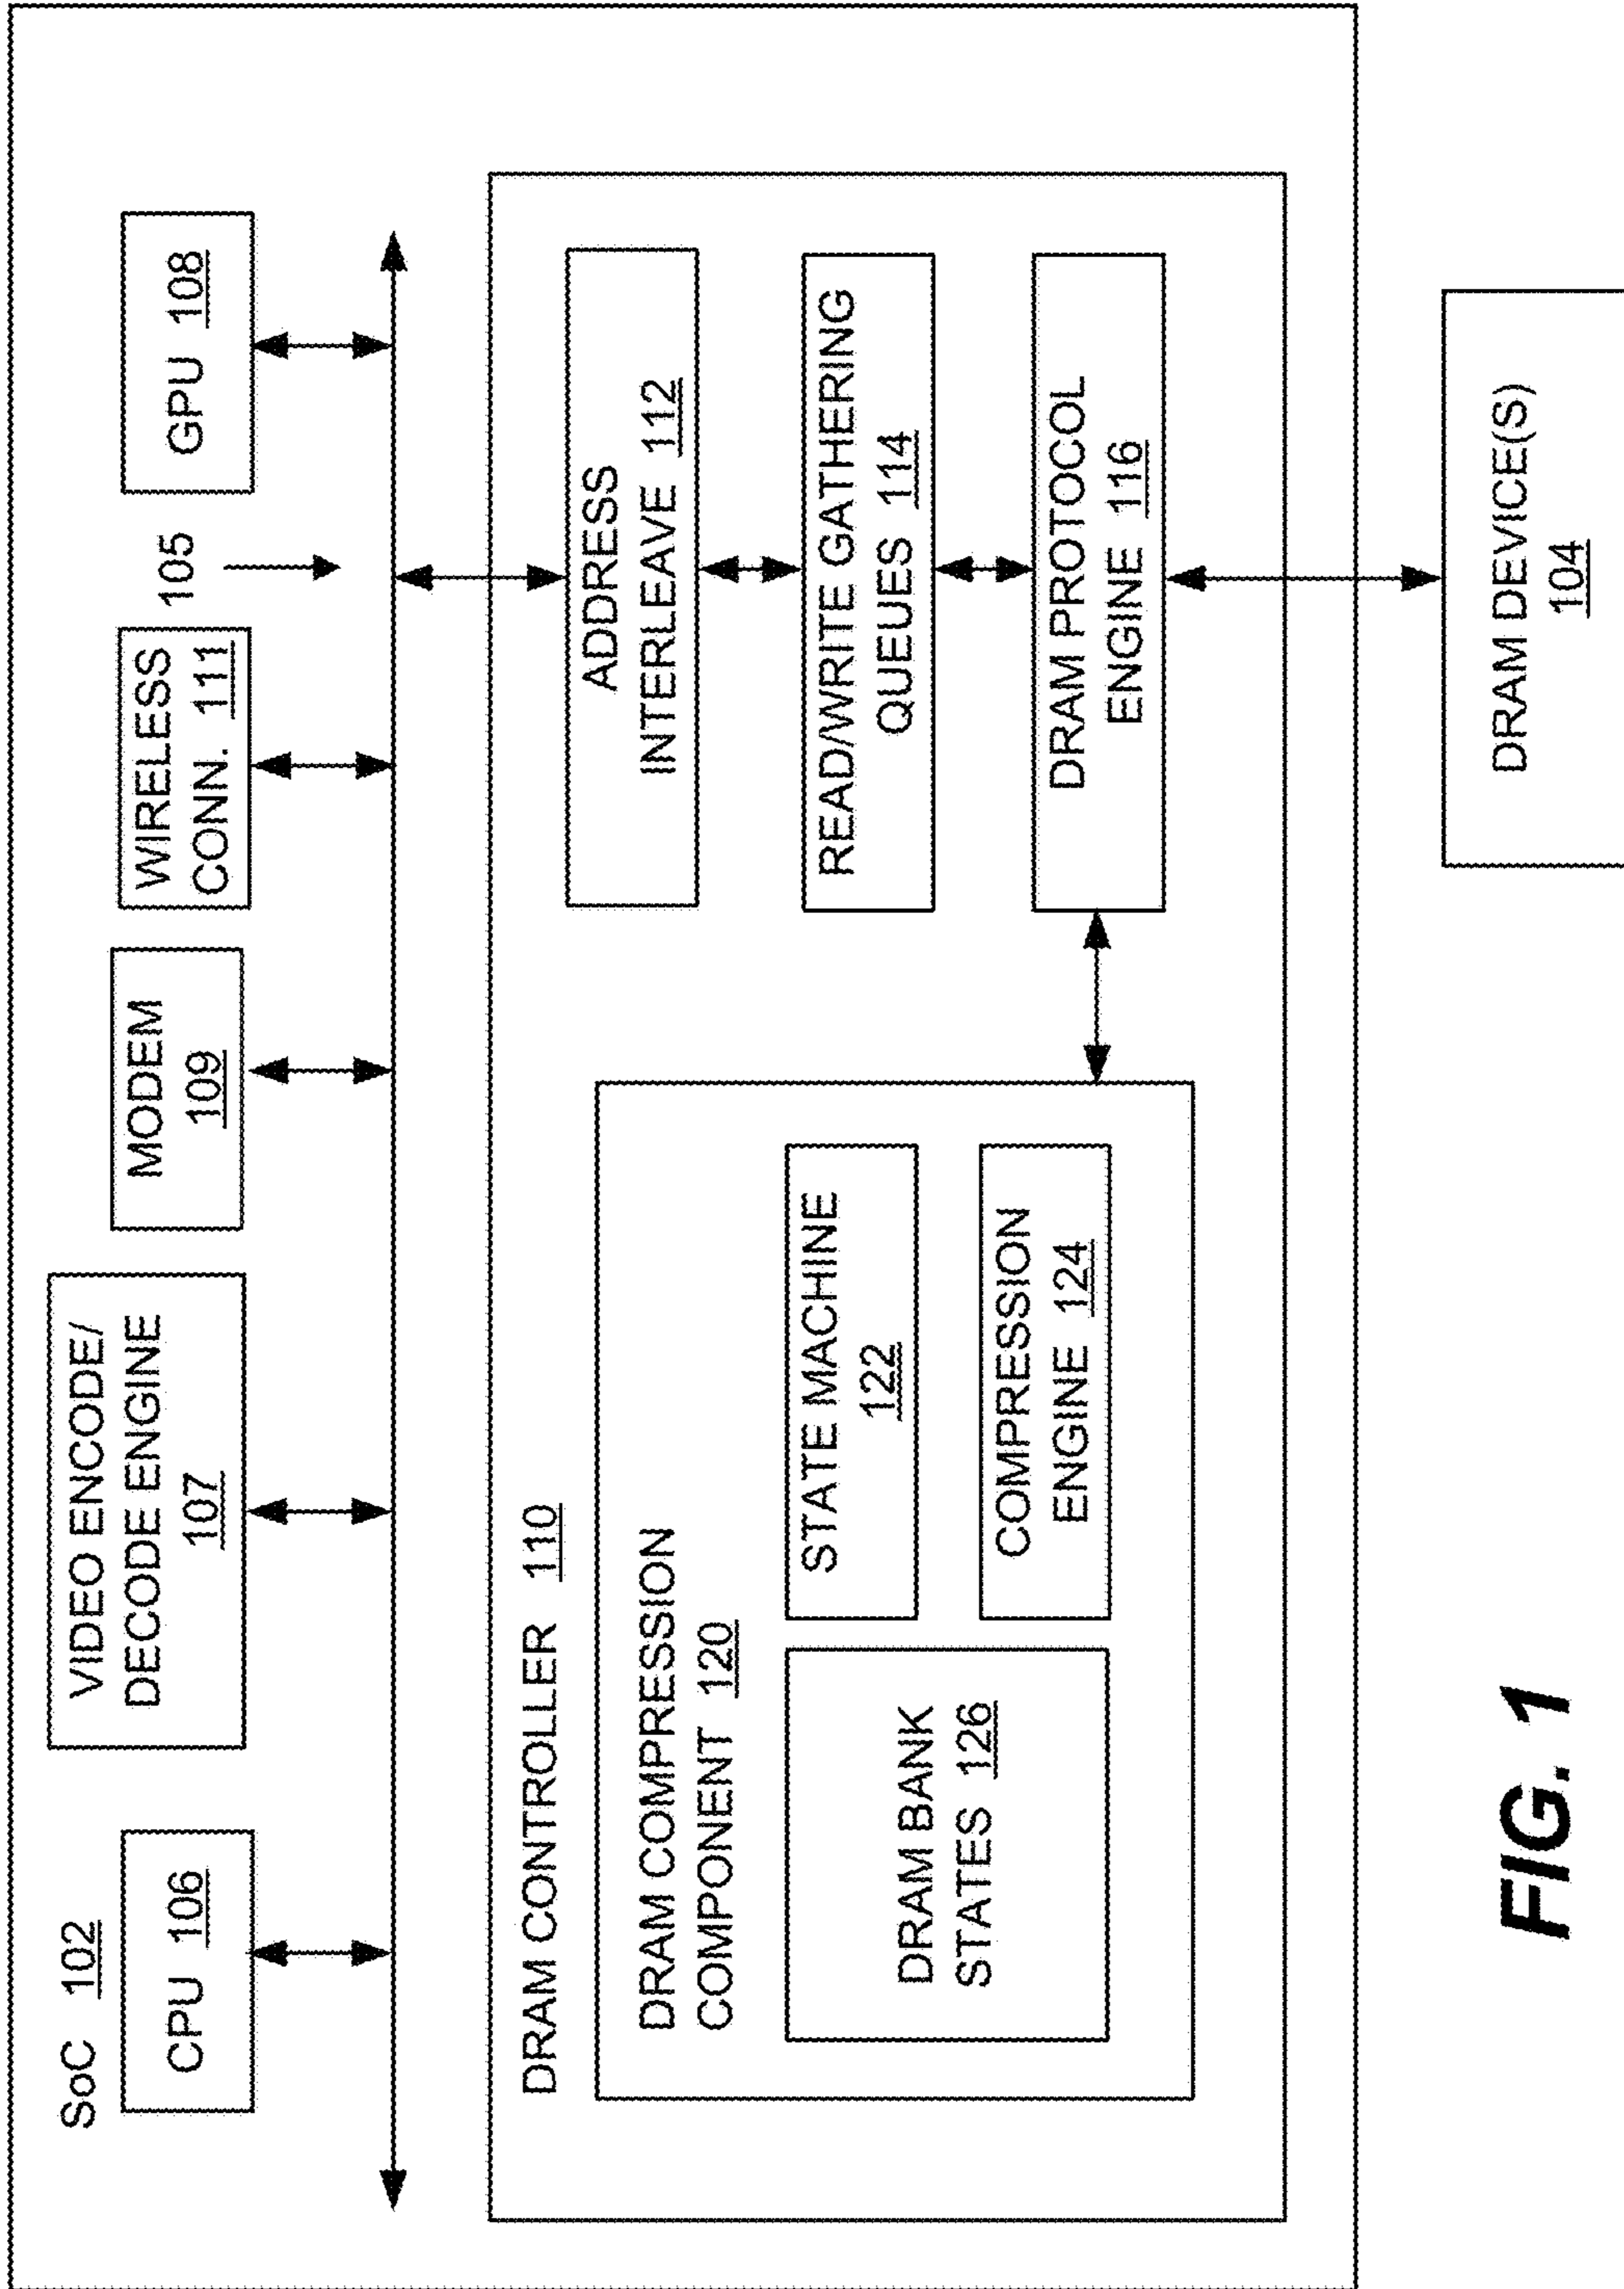 SoC 102
CPU 106
VIDEO ENCODE/
DECODE ENGINE
107
MODEM
109
WIRELESS
CONN. 111
105
GPU 108
DRAM CONTROLLER 110
DRAM COMPRESSION
COMPONENT 120
DRAM BANK
STATES 126
STATE MACHINE
122
COMPRESSION
ENGINE 124
ADDRESS
INTERLEAVE 112
READ/WRITE GATHERING
QUEUES 114
DRAM PROTOCOL
ENGINE 116
DRAM DEVICE(S)
104
FIG. 1